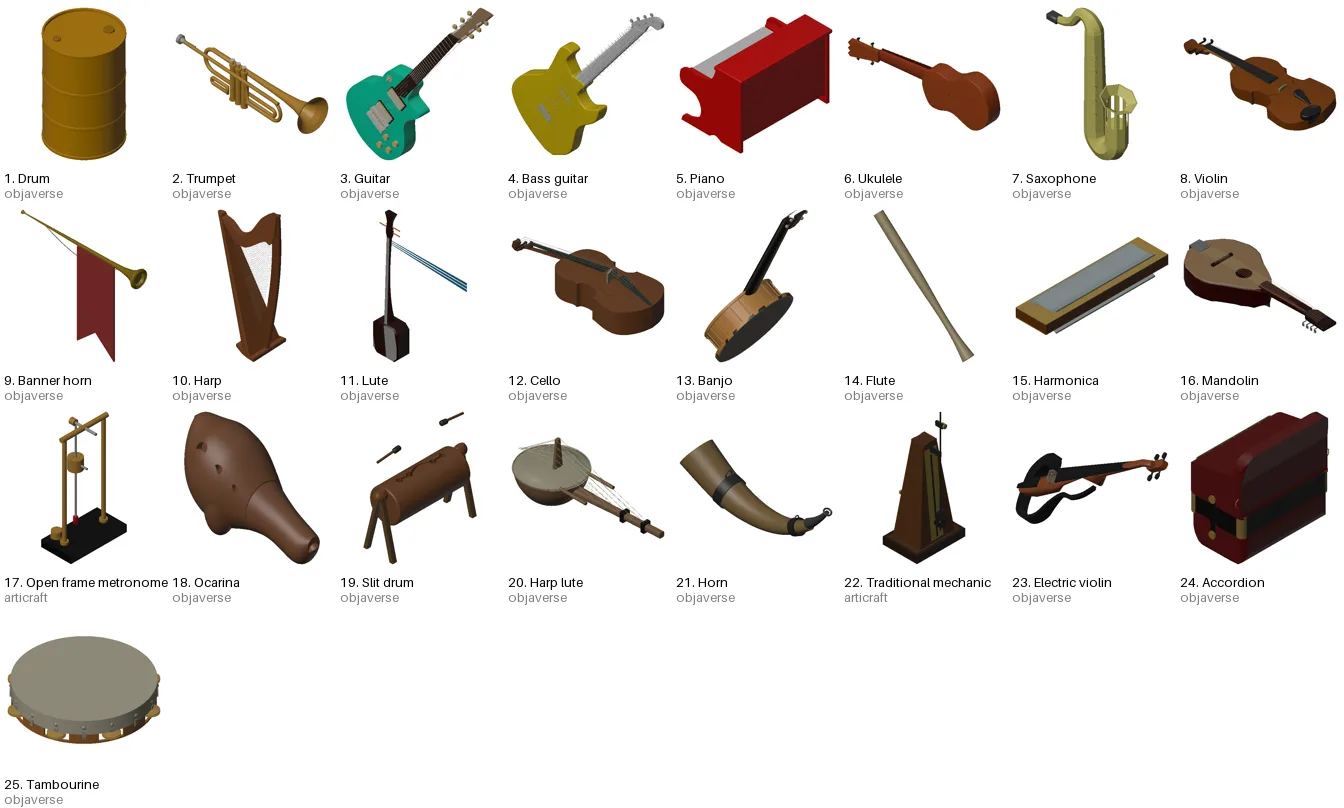 1. Drum
objaverse
2. Trumpet
objaverse
3. Guitar
objaverse
4. Bass guitar
objaverse
5. Piano
objaverse
6. Ukulele
objaverse
7. Saxophone
objaverse
8. Violin
objaverse
9. Banner horn
objaverse
10. Harp
objaverse
11. Lute
objaverse
12. Cello
objaverse
13. Banjo
objaverse
14. Flute
objaverse
15. Harmonica
objaverse
16. Mandolin
objaverse
17. Open frame metronome
articraft
18. Ocarina
objaverse
19. Slit drum
objaverse
20. Harp lute
objaverse
21. Horn
objaverse
22. Traditional mechanic
articraft
23. Electric violin
objaverse
24. Accordion
objaverse
25. Tambourine
objaverse